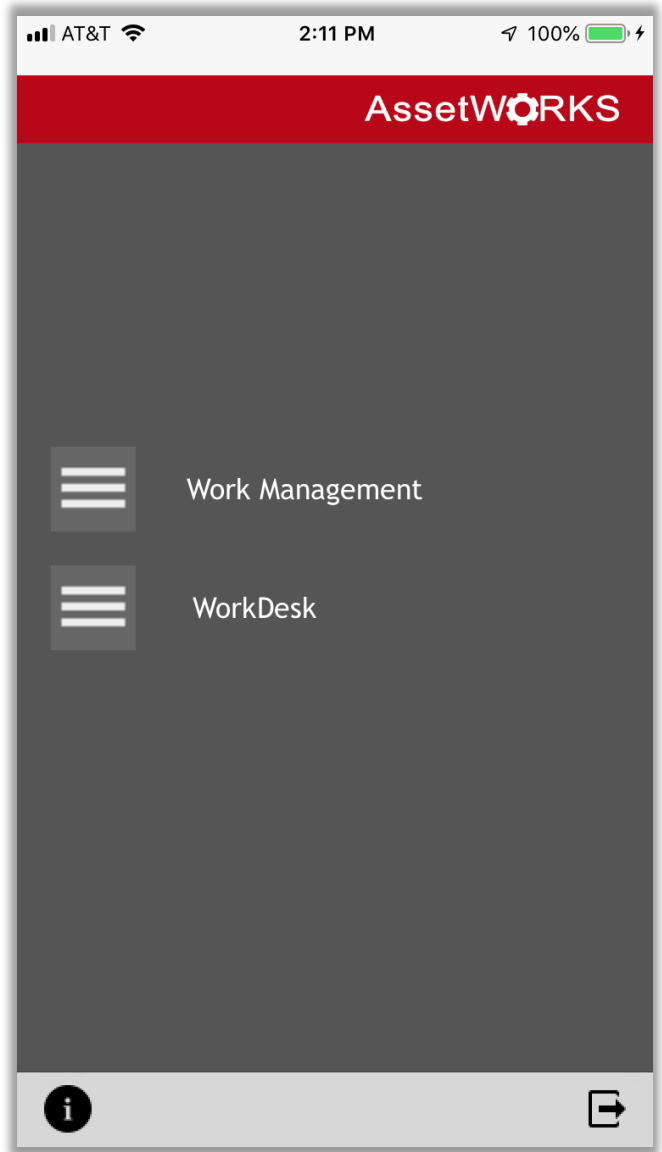 AT&T 2:11 PM 100%
AssetWORKS
Work Management
WorkDesk
i